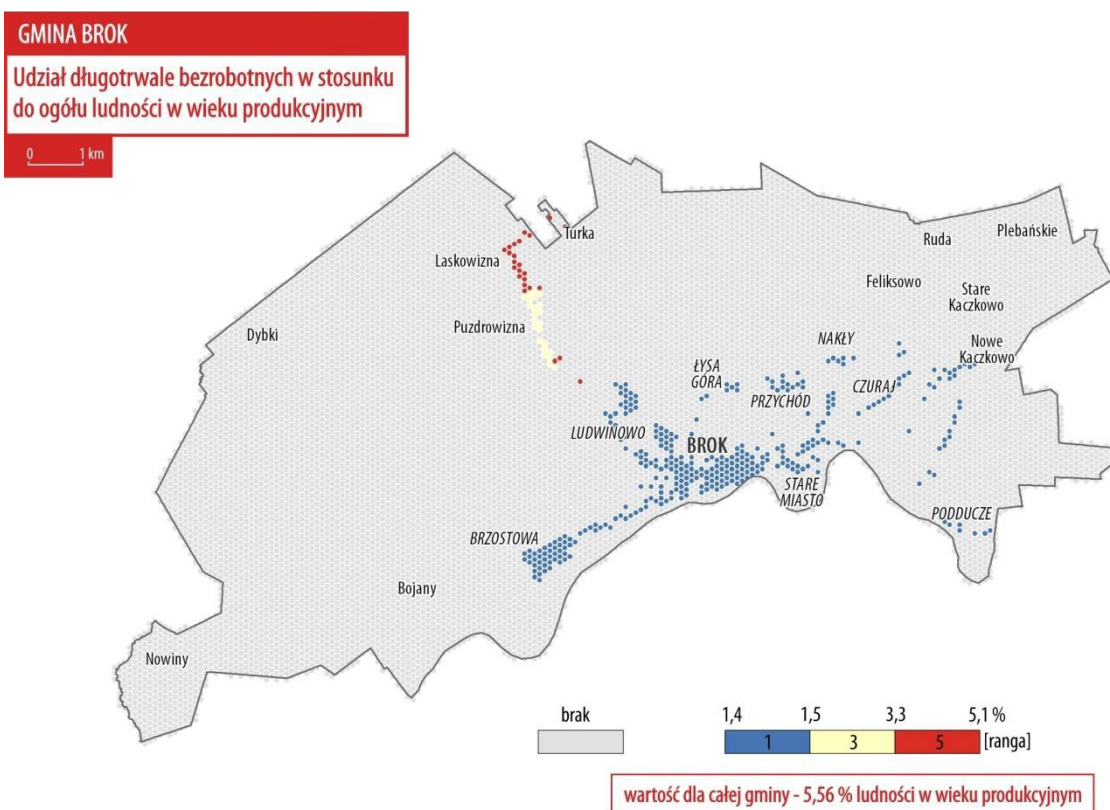 GMINA BROK
Udział długotrwale bezrobotnych w stosunku
do ogółu ludności w wieku produkcyjnym
0 1 km
Turka
Ruda
Plebańskie
Laskowizna
Feliksowo
Stare
Kaczkowo
Dybki
Puzdrowizna
NAKŁY
Nowe
Kaczkowo
ŁYSA
GÓRA
CZURAJ
PRZYCHÓD
LUDWINOWO
BROK
STARE
MIASTO
PODDUCZE
BRZOSTOWA
Bojany
Nowiny
brak
1,4 1,5 3,3 5,1 %
1 3 5 [ranga]
wartość dla całej gminy - 5,56 % ludności w wieku produkcyjnym